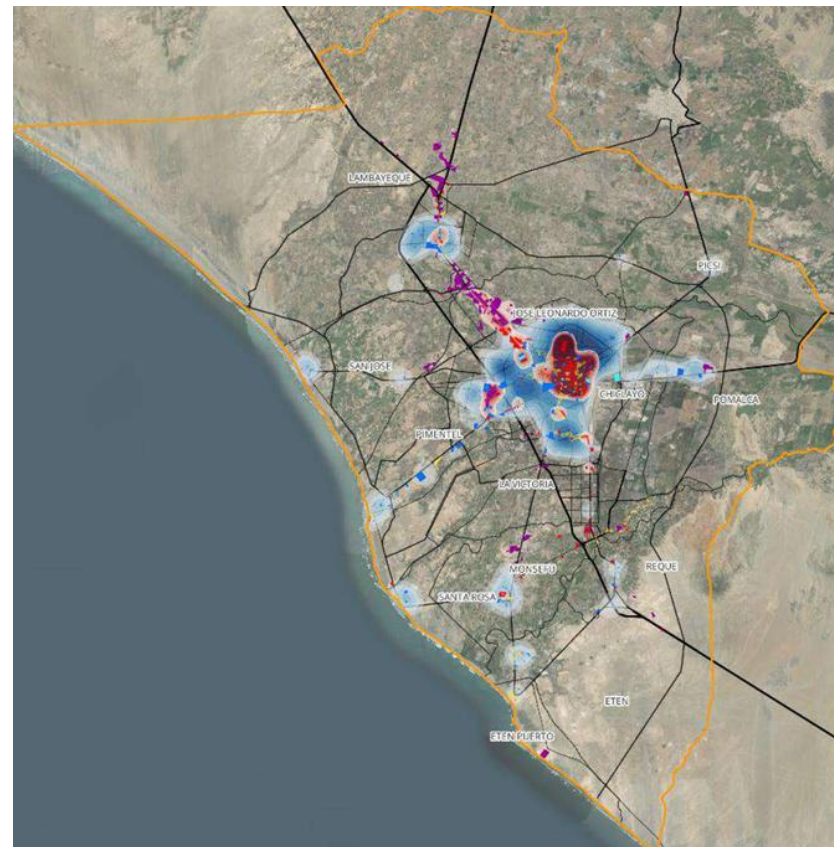 LAMBAYEQUE
PICSI
JOSE LEONARDO ORTIZ
SAN JOSE
CHICLAYO
POMALCA
PIMENTEL
LA VICTORIA
MONSEFU
REQUE
SANTA ROSA
ETEN
ETEN PUERTO